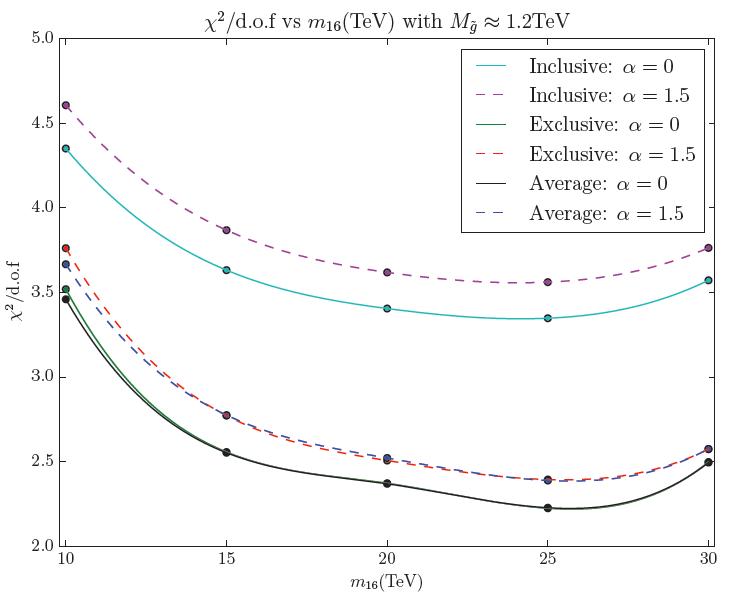 χ²/d.o.f vs m₁₆(TeV) with M_g̃ ≈ 1.2TeV
5.0
4.5
4.0
3.5
3.0
2.5
2.0
χ²/d.o.f
Inclusive: α = 0
Inclusive: α = 1.5
Exclusive: α = 0
Exclusive: α = 1.5
Average: α = 0
Average: α = 1.5
10 15 20 25 30
m₁₆(TeV)